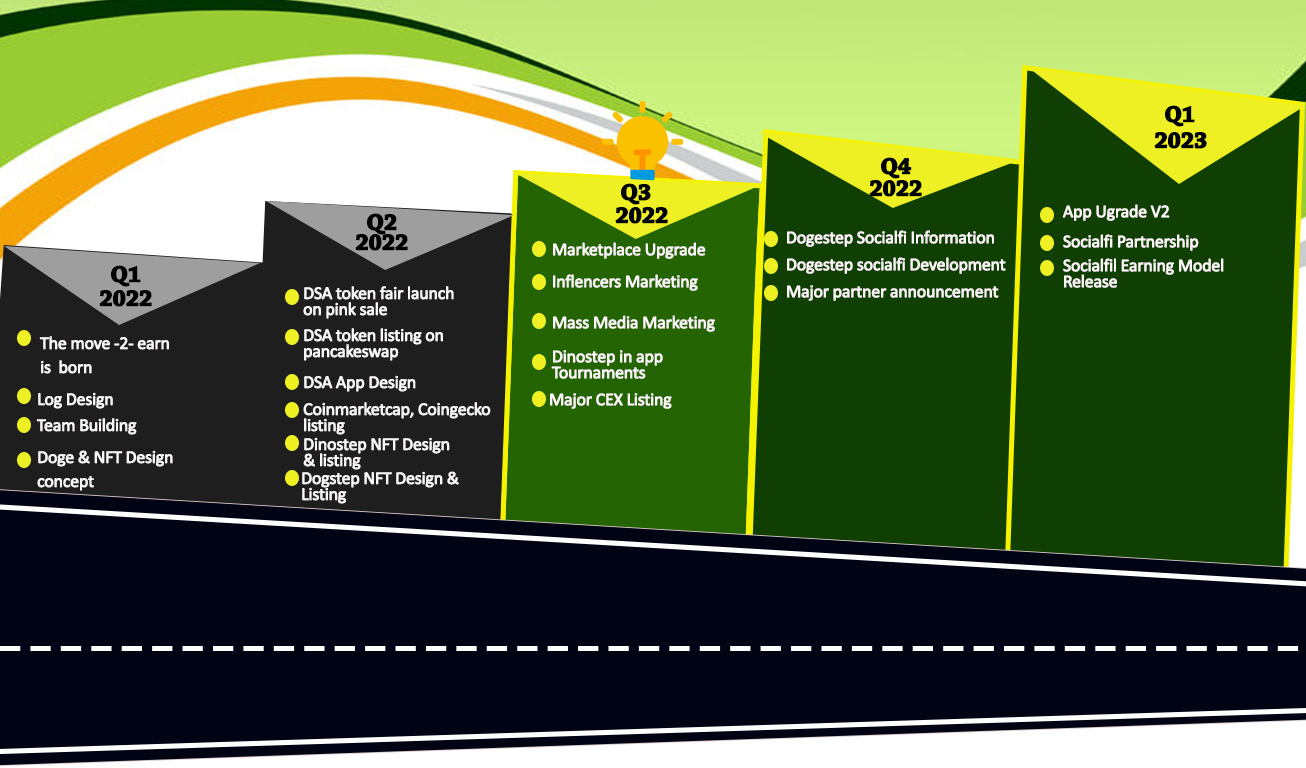 Q1
2022
The move -2- earn
is born
Log Design
Team Building
Doge & NFT Design
concept
Q2
2022
DSA token fair launch
on pink sale
DSA token listing on
pancakeswap
DSA App Design
Coinmarketcap, Coingecko
listing
Dinostep NFT Design
& listing
Dogstep NFT Design &
Listing
Q3
2022
Marketplace Upgrade
Inflencers Marketing
Mass Media Marketing
Dinostep in app
Tournaments
Major CEX Listing
Q4
2022
Dogestep Socialfi Information
Dogestep socialfi Development
Major partner announcement
Q1
2023
App Ugrade V2
Socialfi Partnership
Socialfil Earning Model
Release